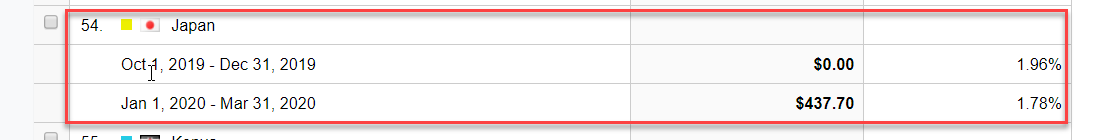 54. Japan
Oct 1, 2019 - Dec 31, 2019 $0.00 1.96%
Jan 1, 2020 - Mar 31, 2020 $437.70 1.78%